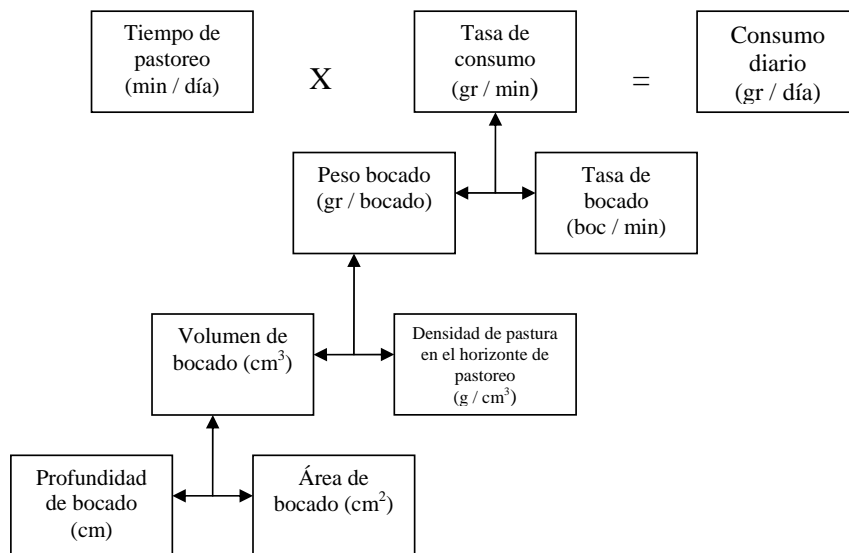 Tiempo de
pastoreo
(min / día)
X
Tasa de
consumo
(gr / min)
=
Consumo
diario
(gr / día)
Peso bocado
(gr / bocado)
Tasa de
bocado
(boc / min)
Volumen de
bocado (cm³)
Densidad de pastura
en el horizonte de
pastoreo
(g / cm³)
Profundidad
de bocado
(cm)
Área de
bocado (cm²)